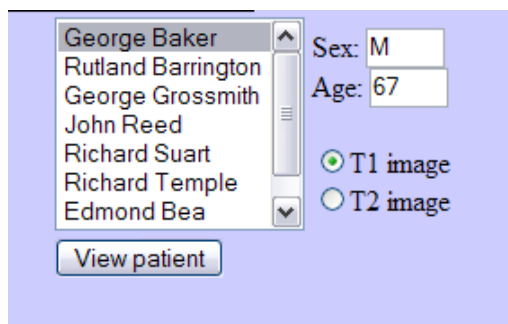 George Baker
Rutland Barrington
George Grossmith
John Reed
Richard Suart
Richard Temple
Edmond Bea
Sex: M
Age: 67
T1 image
T2 image
View patient